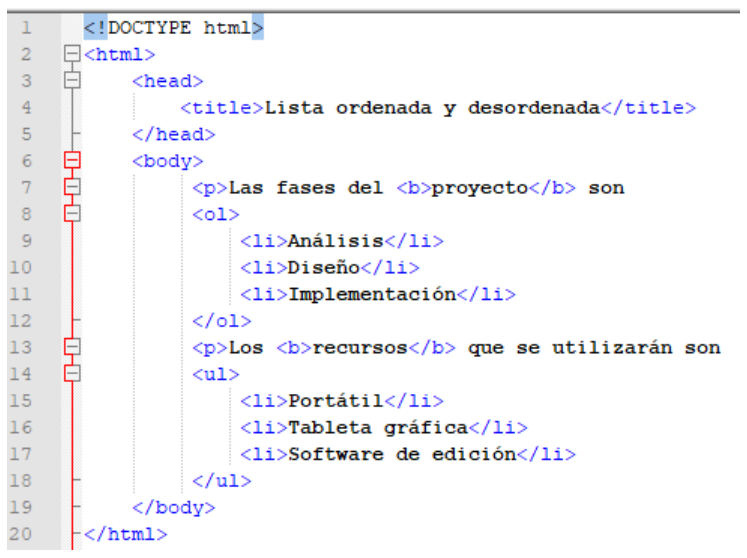 1 <!DOCTYPE html>
2 <html>
3 <head>
4 <title>Lista ordenada y desordenada</title>
5 </head>
6 <body>
7 <p>Las fases del <b>proyecto</b> son
8 <ol>
9 <li>Análisis</li>
10 <li>Diseño</li>
11 <li>Implementación</li>
12 </ol>
13 <p>Los <b>recursos</b> que se utilizarán son
14 <ul>
15 <li>Portátil</li>
16 <li>Tableta gráfica</li>
17 <li>Software de edición</li>
18 </ul>
19 </body>
20 </html>